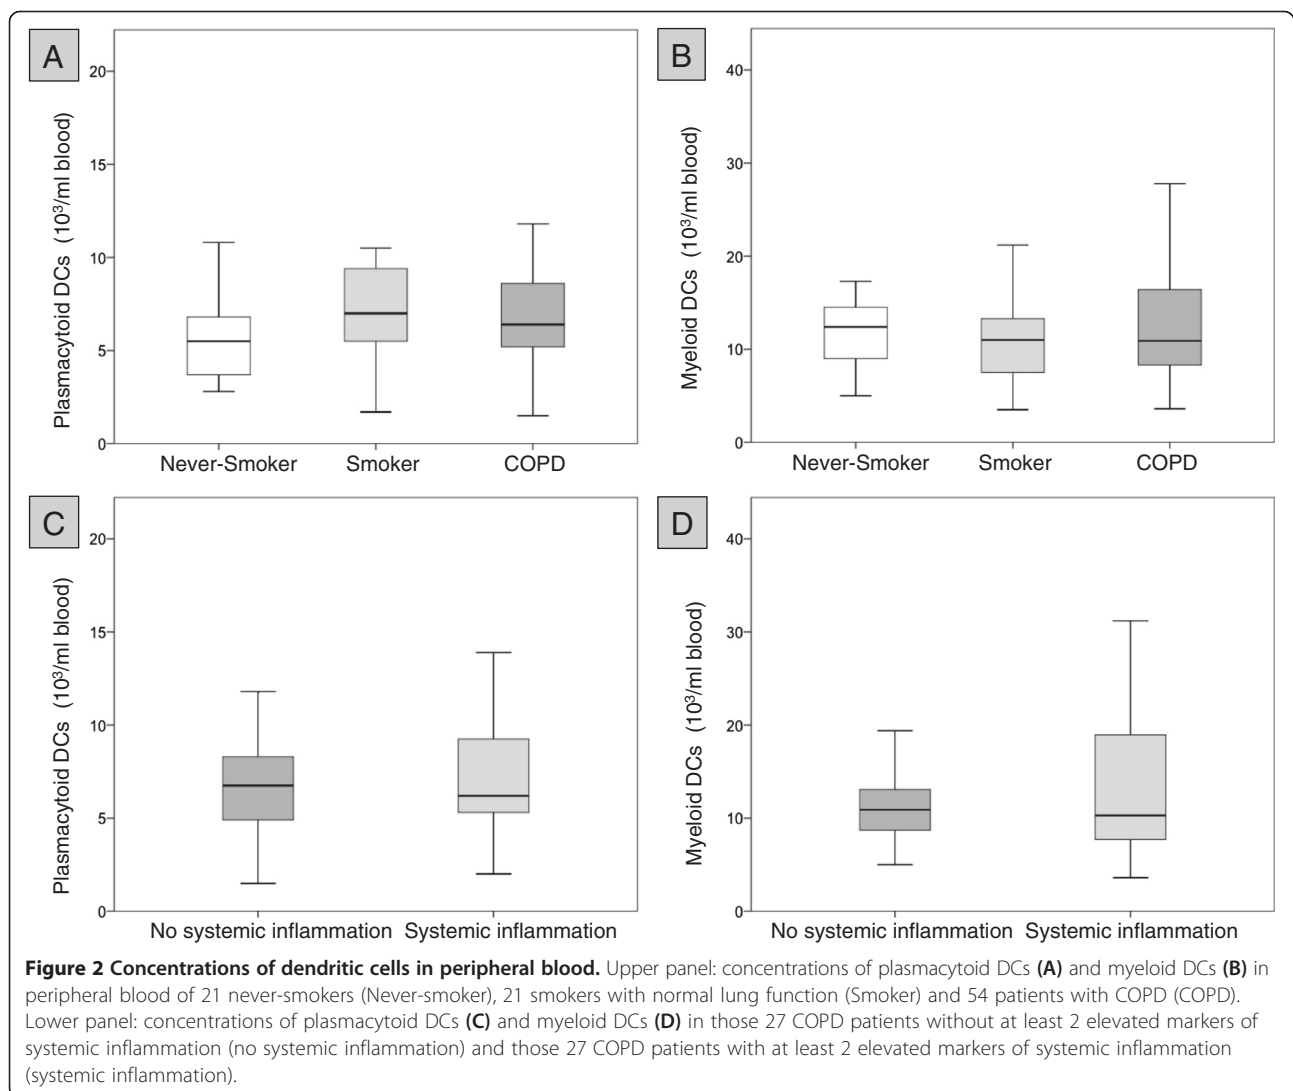 A
20
15
10
5
0
Plasmacytoid DCs (10³/ml blood)
Never-Smoker Smoker COPD
B
40
30
20
10
0
Myeloid DCs (10³/ml blood)
Never-Smoker Smoker COPD
C
20
15
10
5
0
Plasmacytoid DCs (10³/ml blood)
No systemic inflammation Systemic inflammation
D
40
30
20
10
0
Myeloid DCs (10³/ml blood)
No systemic inflammation Systemic inflammation
Figure 2 Concentrations of dendritic cells in peripheral blood. Upper panel: concentrations of plasmacytoid DCs (A) and myeloid DCs (B) in
peripheral blood of 21 never-smokers (Never-smoker), 21 smokers with normal lung function (Smoker) and 54 patients with COPD (COPD).
Lower panel: concentrations of plasmacytoid DCs (C) and myeloid DCs (D) in those 27 COPD patients without at least 2 elevated markers of
systemic inflammation (no systemic inflammation) and those 27 COPD patients with at least 2 elevated markers of systemic inflammation
(systemic inflammation).